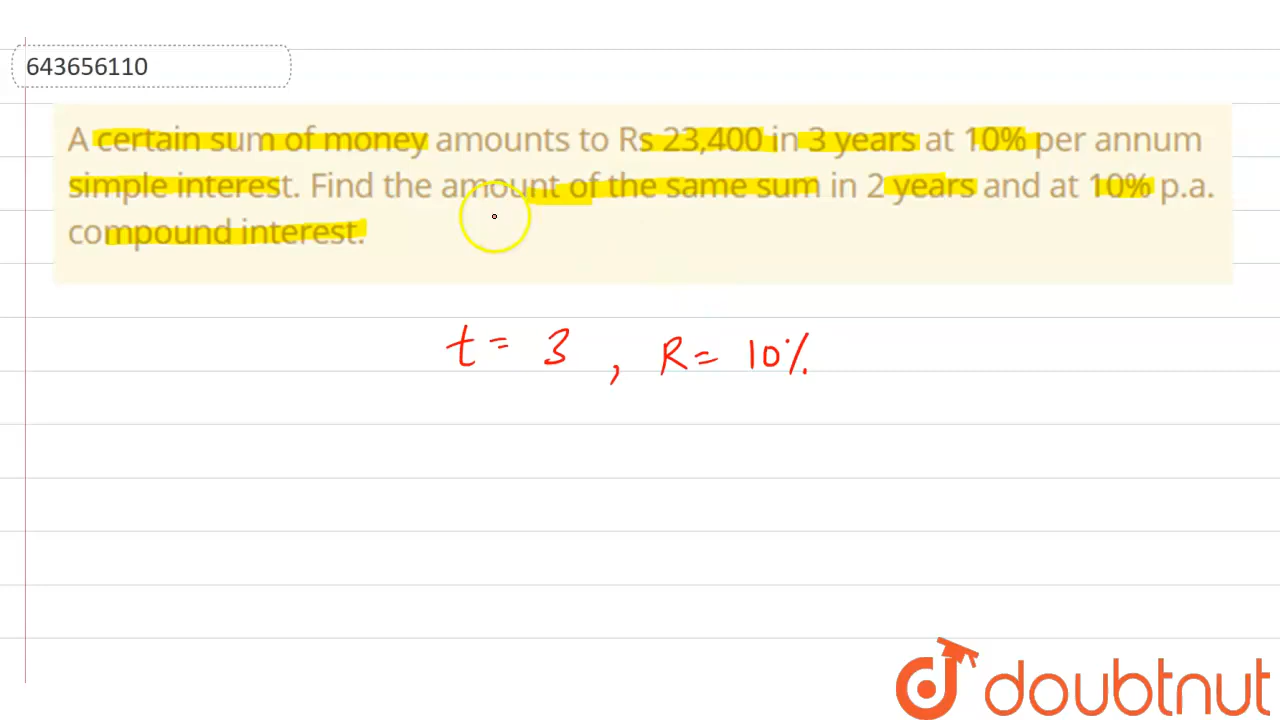 643656110
A certain sum of money amounts to Rs 23,400 in 3 years at 10% per annum
simple interest. Find the amount of the same sum in 2 years and at 10% p.a.
compound interest.
t = 3 , R = 10%
doubtnut